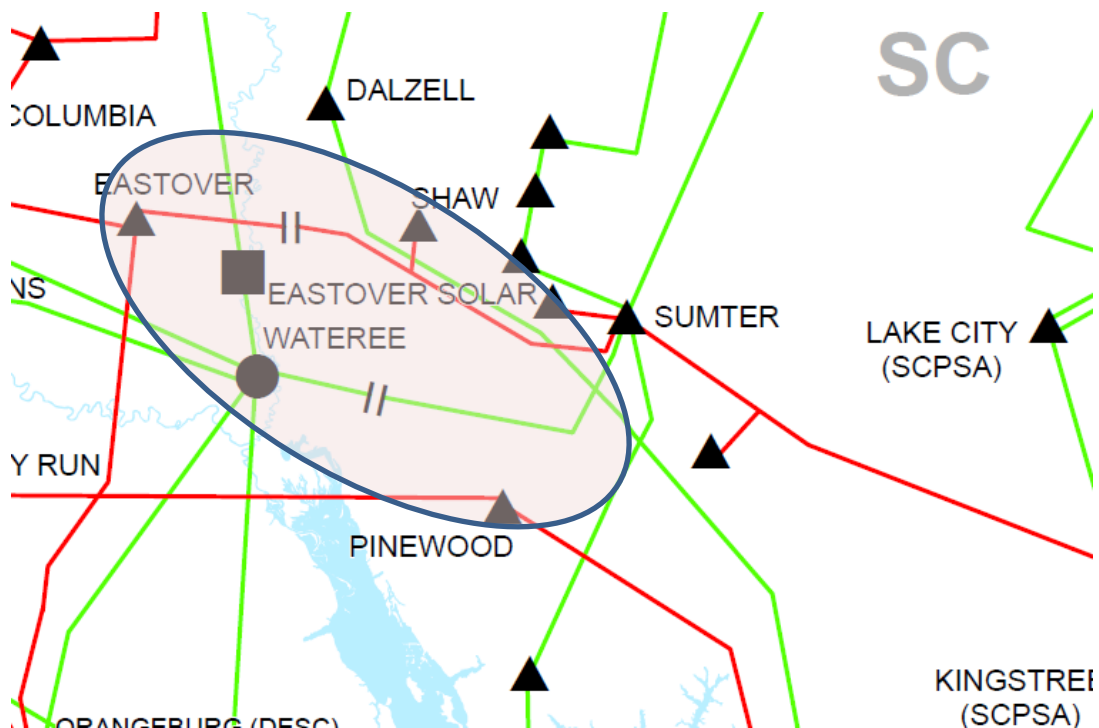 SC
DALZELL
COLUMBIA
EASTOVER
SHAW
NS
EASTOVER SOLAR
SUMTER
WATEREE
LAKE CITY
(SCPSA)
Y RUN
PINEWOOD
KINGSTREE
(SCPSA)
ORANGEBURG (DESC)